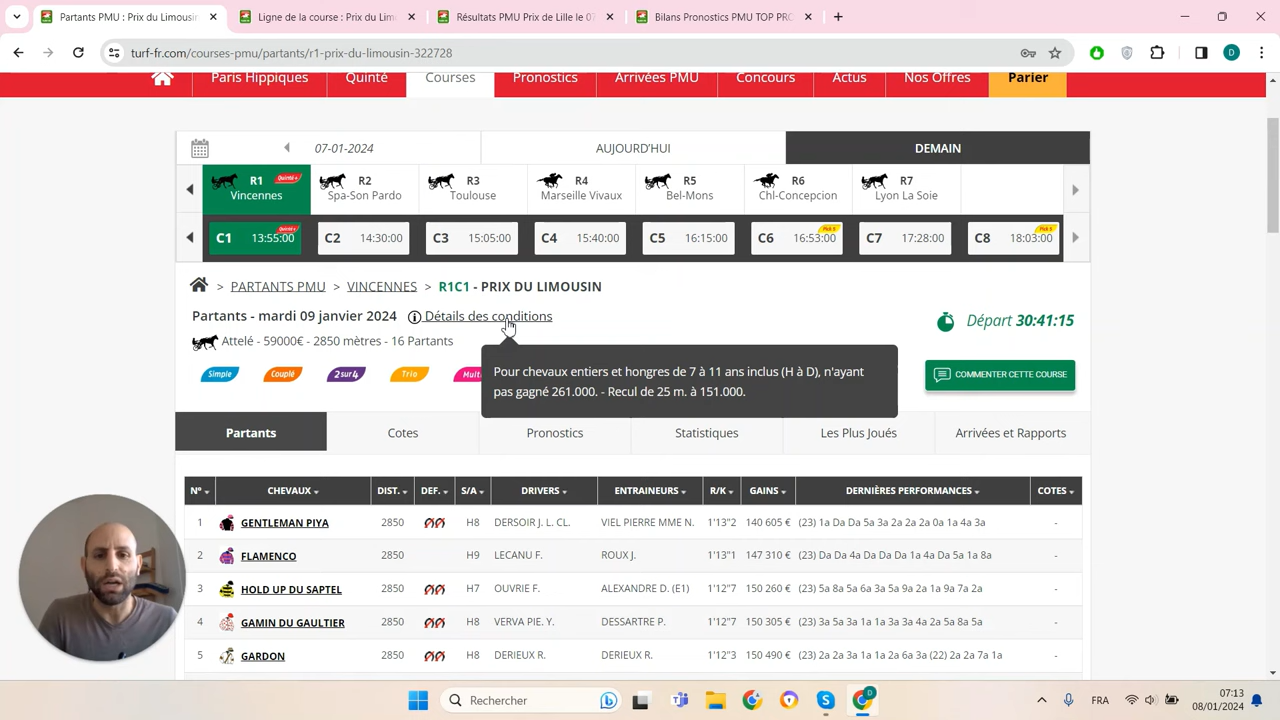 Partants PMU : Prix du Limousin
Ligne de la course : Prix du Lim
Résultats PMU Prix de Lille le 07
Bilans Pronostics PMU TOP PRO
turf-fr.com/courses-pmu/partants/r1-prix-du-limousin-322728
D
Paris Hippiques Quinté Courses Pronostics Arrivées PMU Concours Actus Nos Offres Parier
07-01-2024 AUJOURD'HUI DEMAIN
R1 Quinté+ R2 R3 R4 R5 R6 R7
Vincennes Spa-Son Pardo Toulouse Marseille Vivaux Bel-Mons Chl-Concepcion Lyon La Soie
C1 13:55:00 Quinté+ C2 14:30:00 C3 15:05:00 C4 15:40:00 C5 16:15:00 C6 16:53:00 Pick 5 C7 17:28:00 C8 18:03:00 Pick 5
> PARTANTS PMU > VINCENNES > R1C1 - PRIX DU LIMOUSIN
Partants - mardi 09 janvier 2024 Détails des conditions
Départ 30:41:15
Attelé - 59000€ - 2850 mètres - 16 Partants
Pour chevaux entiers et hongres de 7 à 11 ans inclus (H à D), n'ayant
pas gagné 261.000. - Recul de 25 m. à 151.000.
Simple Couplé 2sur4 Trio Mult
COMMENTER CETTE COURSE
Partants Cotes Pronostics Statistiques Les Plus Joués Arrivées et Rapports
N° CHEVAUX DIST. DEF. S/A DRIVERS ENTRAINEURS R/K GAINS DERNIÈRES PERFORMANCES COTES
1 GENTLEMAN PIYA 2850 H8 DERSOIR J. L. CL. VIEL PIERRE MME N. 1'13"2 140 605 € (23) 1a Da Da 5a 3a 2a 2a 2a 0a 1a 4a 3a -
2 FLAMENCO 2850 H9 LECANU F. ROUX J. 1'13"1 147 310 € (23) Da Da 4a Da Da Da 1a 4a Da 5a 1a 8a -
3 HOLD UP DU SAPTEL 2850 H7 OUVRIE F. ALEXANDRE D. (E1) 1'12"7 150 260 € (23) 5a 8a 5a 6a 3a 5a 9a 2a 1a 9a 7a 2a -
4 GAMIN DU GAULTIER 2850 H8 VERVA PIE. Y. DESSARTRE P. 1'12"7 150 305 € (23) Da 5a 3a 1a 1a 3a 3a 4a 2a 5a 8a 5a -
5 GARDON 2850 H8 DERIEUX R. DERIEUX R. 1'12"3 150 490 € (23) 2a 2a 3a 1a 1a 2a 6a 3a (22) 2a 2a 7a 1a -
Rechercher
D
FRA
07:13
08/01/2024